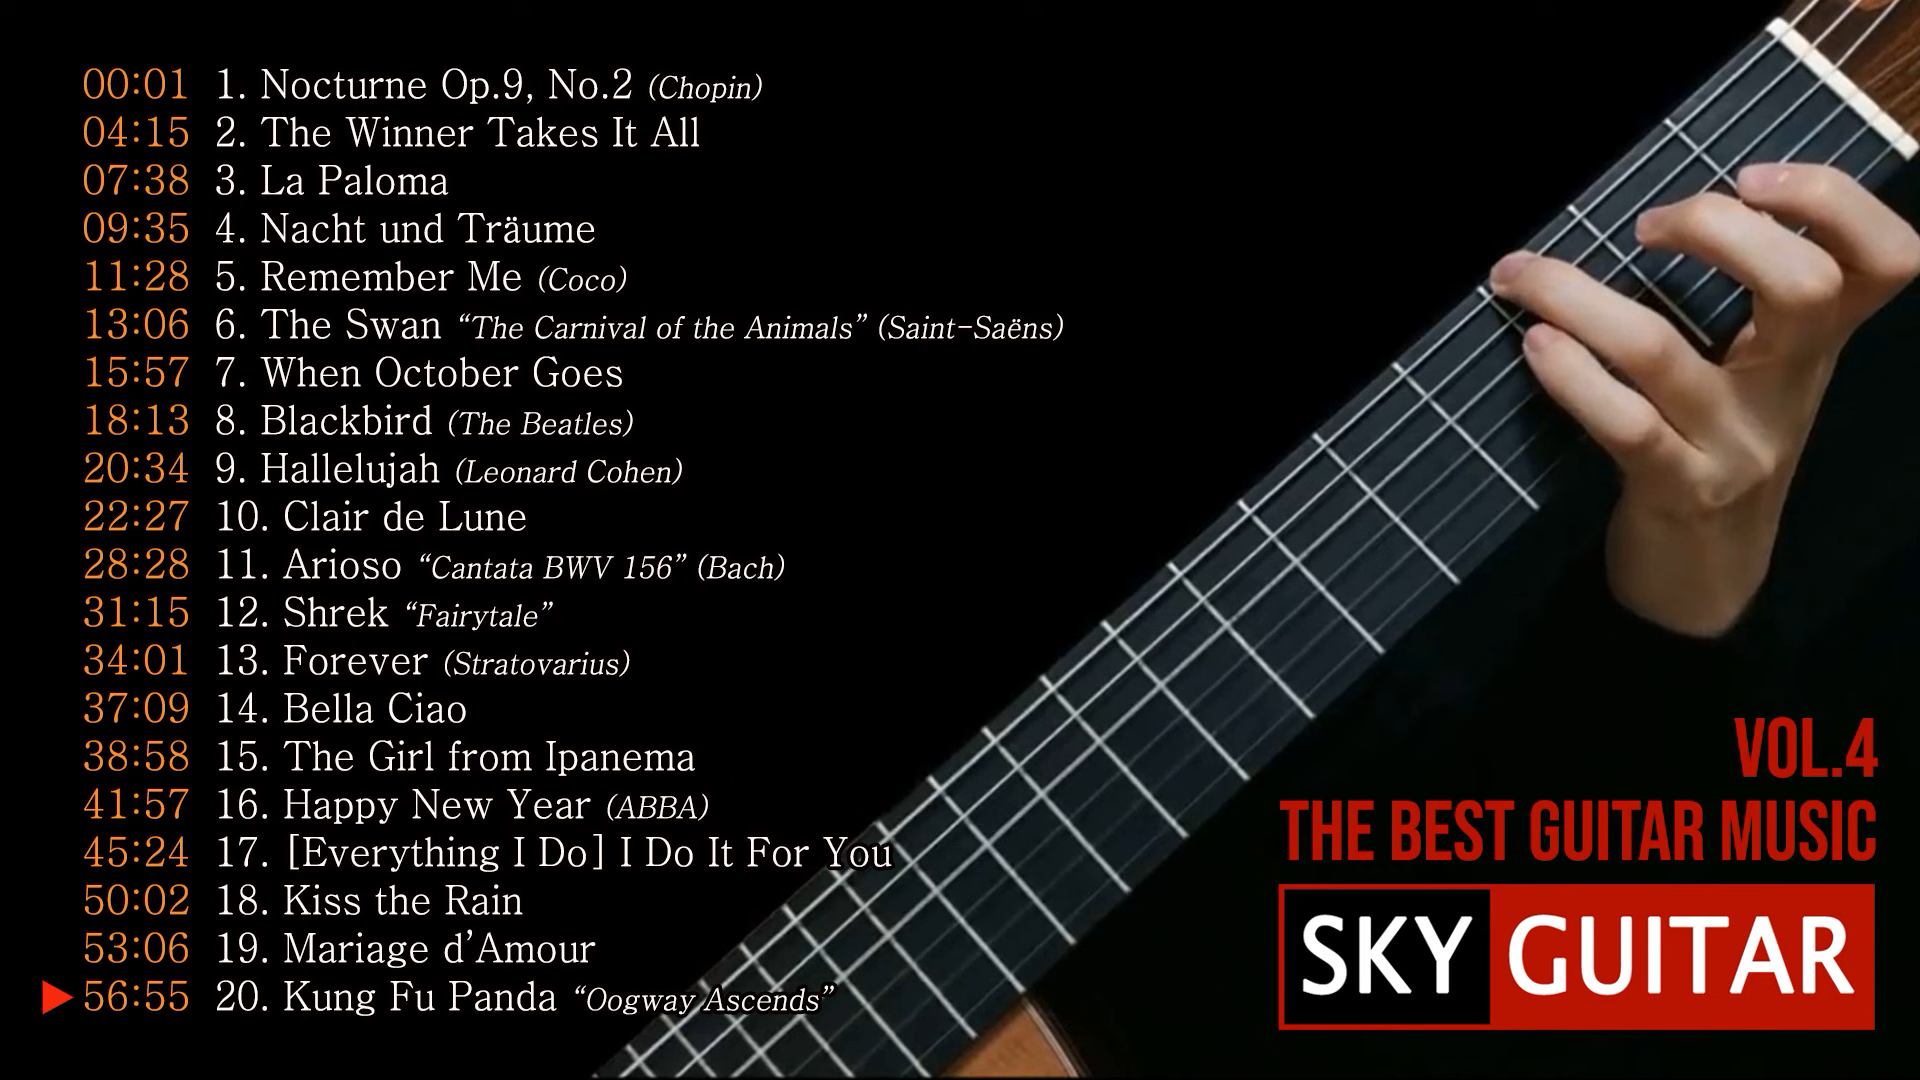 00:01 1. Nocturne Op.9, No.2 (Chopin)
04:15 2. The Winner Takes It All
07:38 3. La Paloma
09:35 4. Nacht und Träume
11:28 5. Remember Me (Coco)
13:06 6. The Swan “The Carnival of the Animals” (Saint-Saëns)
15:57 7. When October Goes
18:13 8. Blackbird (The Beatles)
20:34 9. Hallelujah (Leonard Cohen)
22:27 10. Clair de Lune
28:28 11. Arioso “Cantata BWV 156” (Bach)
31:15 12. Shrek “Fairytale”
34:01 13. Forever (Stratovarius)
37:09 14. Bella Ciao
38:58 15. The Girl from Ipanema
41:57 16. Happy New Year (ABBA)
45:24 17. [Everything I Do] I Do It For You
50:02 18. Kiss the Rain
53:06 19. Mariage d’Amour
56:55 20. Kung Fu Panda “Oogway Ascends”
VOL.4
THE BEST GUITAR MUSIC
SKY GUITAR